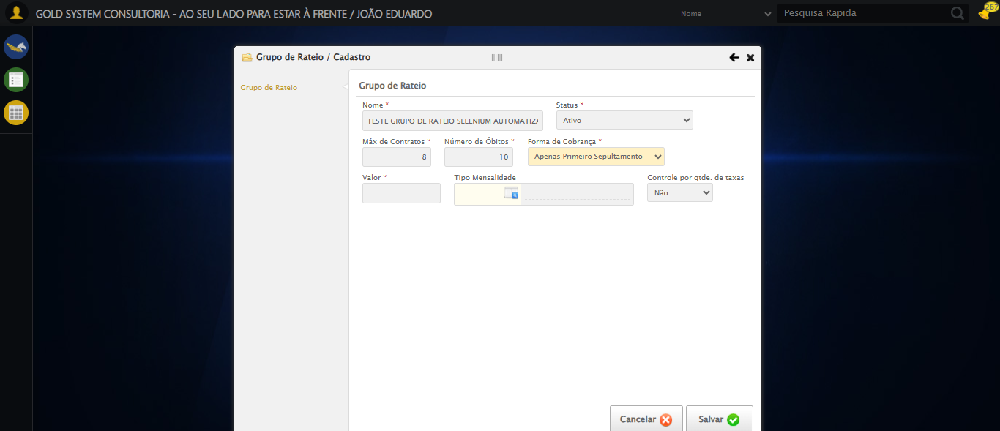 GOLD SYSTEM CONSULTORIA - AO SEU LADO PARA ESTAR À FRENTE / JOÃO EDUARDO
Nome
Pesquisa Rapida
267
Grupo de Rateio / Cadastro
Grupo de Rateio
Grupo de Rateio
Nome *
Status *
TESTE GRUPO DE RATEIO SELENIUM AUTOMATIZA
Ativo
Máx de Contratos *
Número de Óbitos *
Forma de Cobrança *
8
10
Apenas Primeiro Sepultamento
Valor *
Tipo Mensalidade
Controle por qtde. de taxas
Não
Cancelar
Salvar